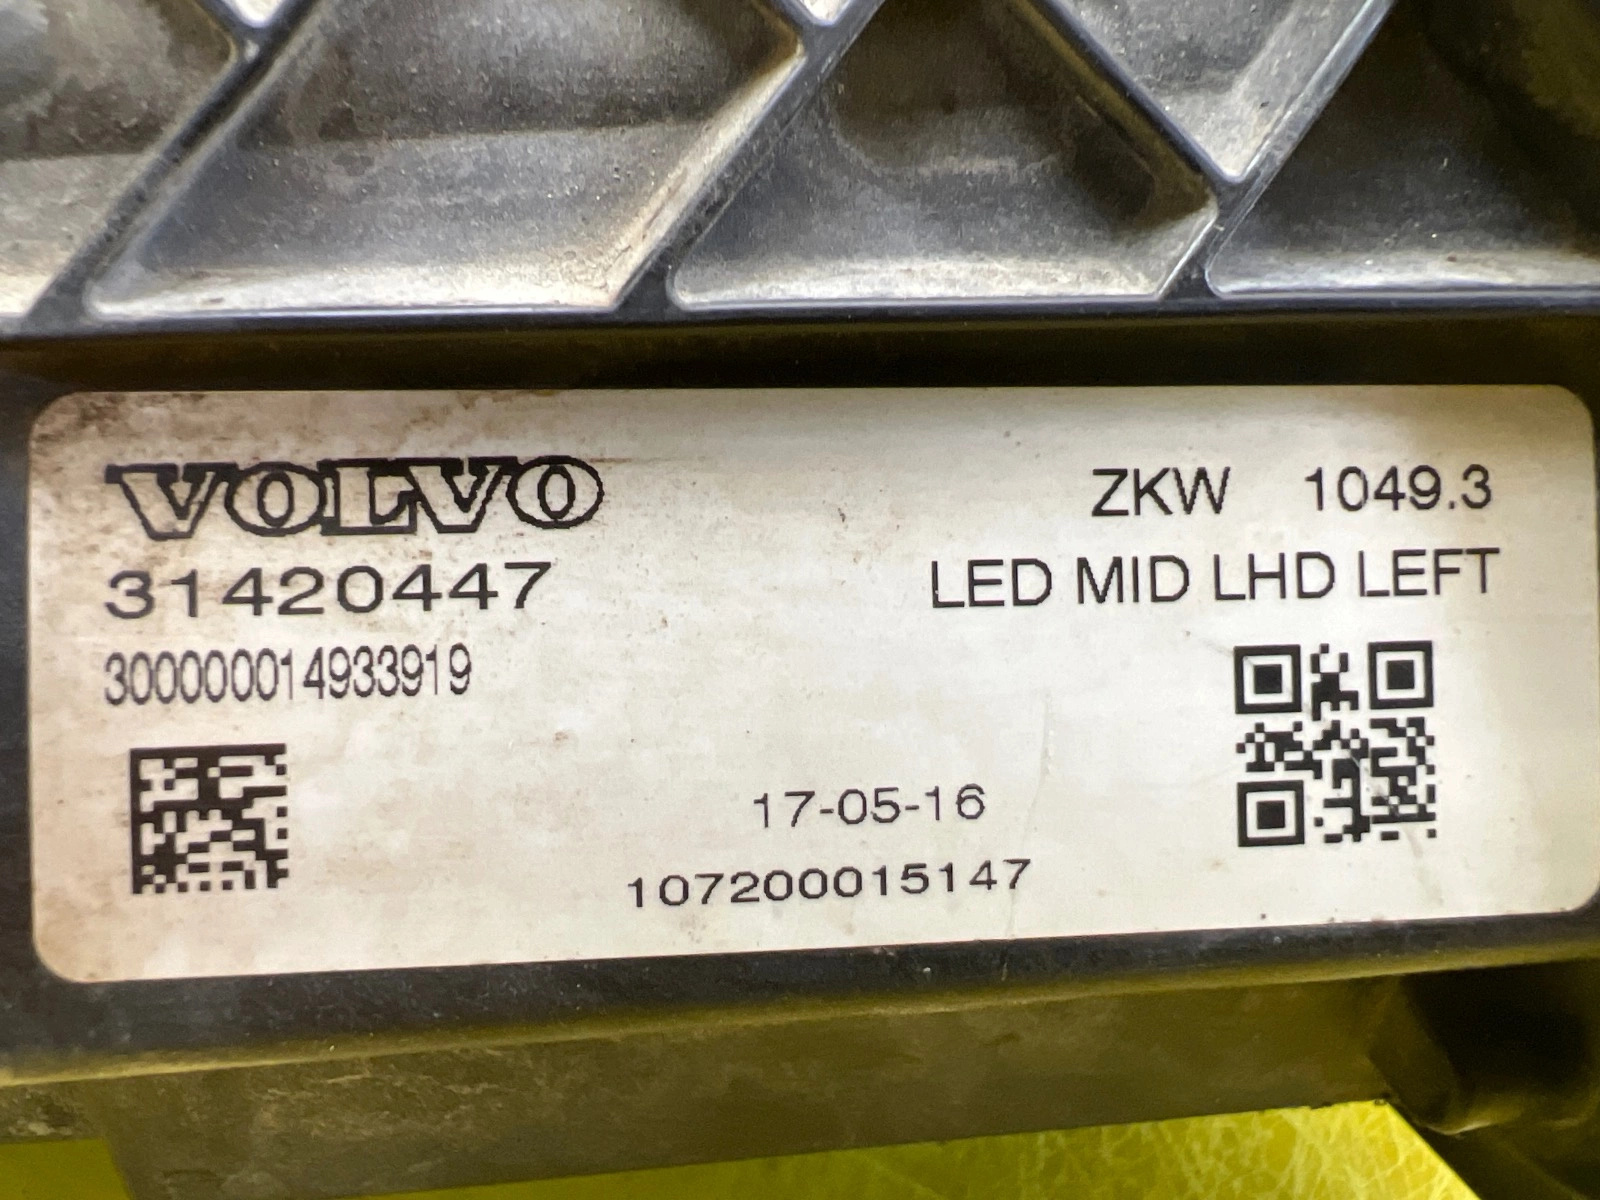 VOLVO
31420447
300000014933919
ZKW 1049.3
LED MID LHD LEFT
17-05-16
107200015147